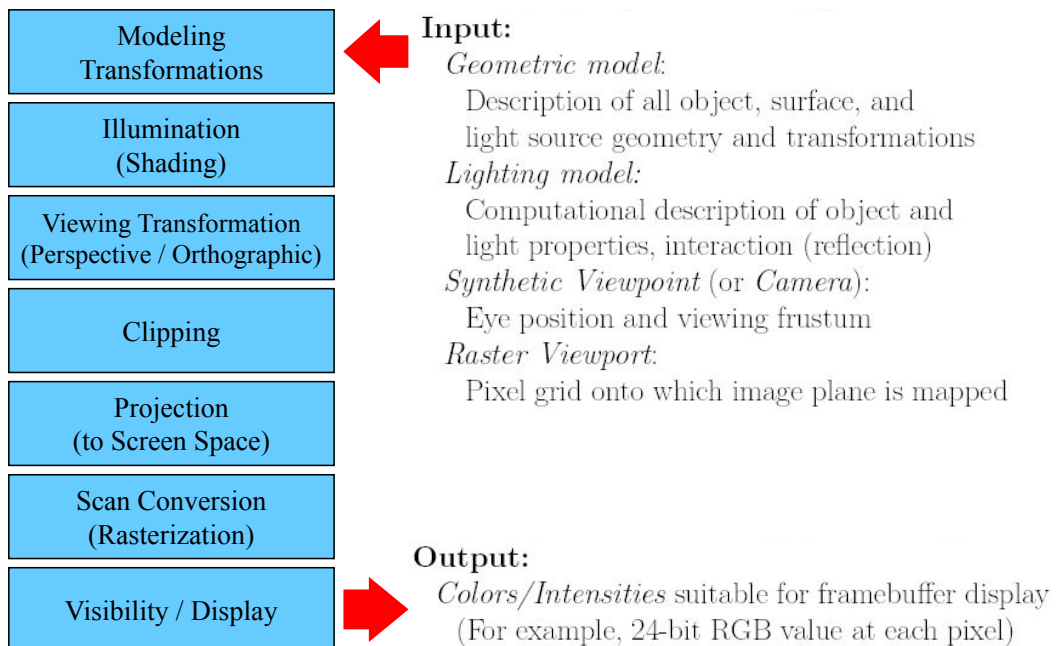 Modeling
Transformations
Illumination
(Shading)
Viewing Transformation
(Perspective / Orthographic)
Clipping
Projection
(to Screen Space)
Scan Conversion
(Rasterization)
Visibility / Display
Input:
Geometric model:
Description of all object, surface, and
light source geometry and transformations
Lighting model:
Computational description of object and
light properties, interaction (reflection)
Synthetic Viewpoint (or Camera):
Eye position and viewing frustum
Raster Viewport:
Pixel grid onto which image plane is mapped
Output:
Colors/Intensities suitable for framebuffer display
(For example, 24-bit RGB value at each pixel)